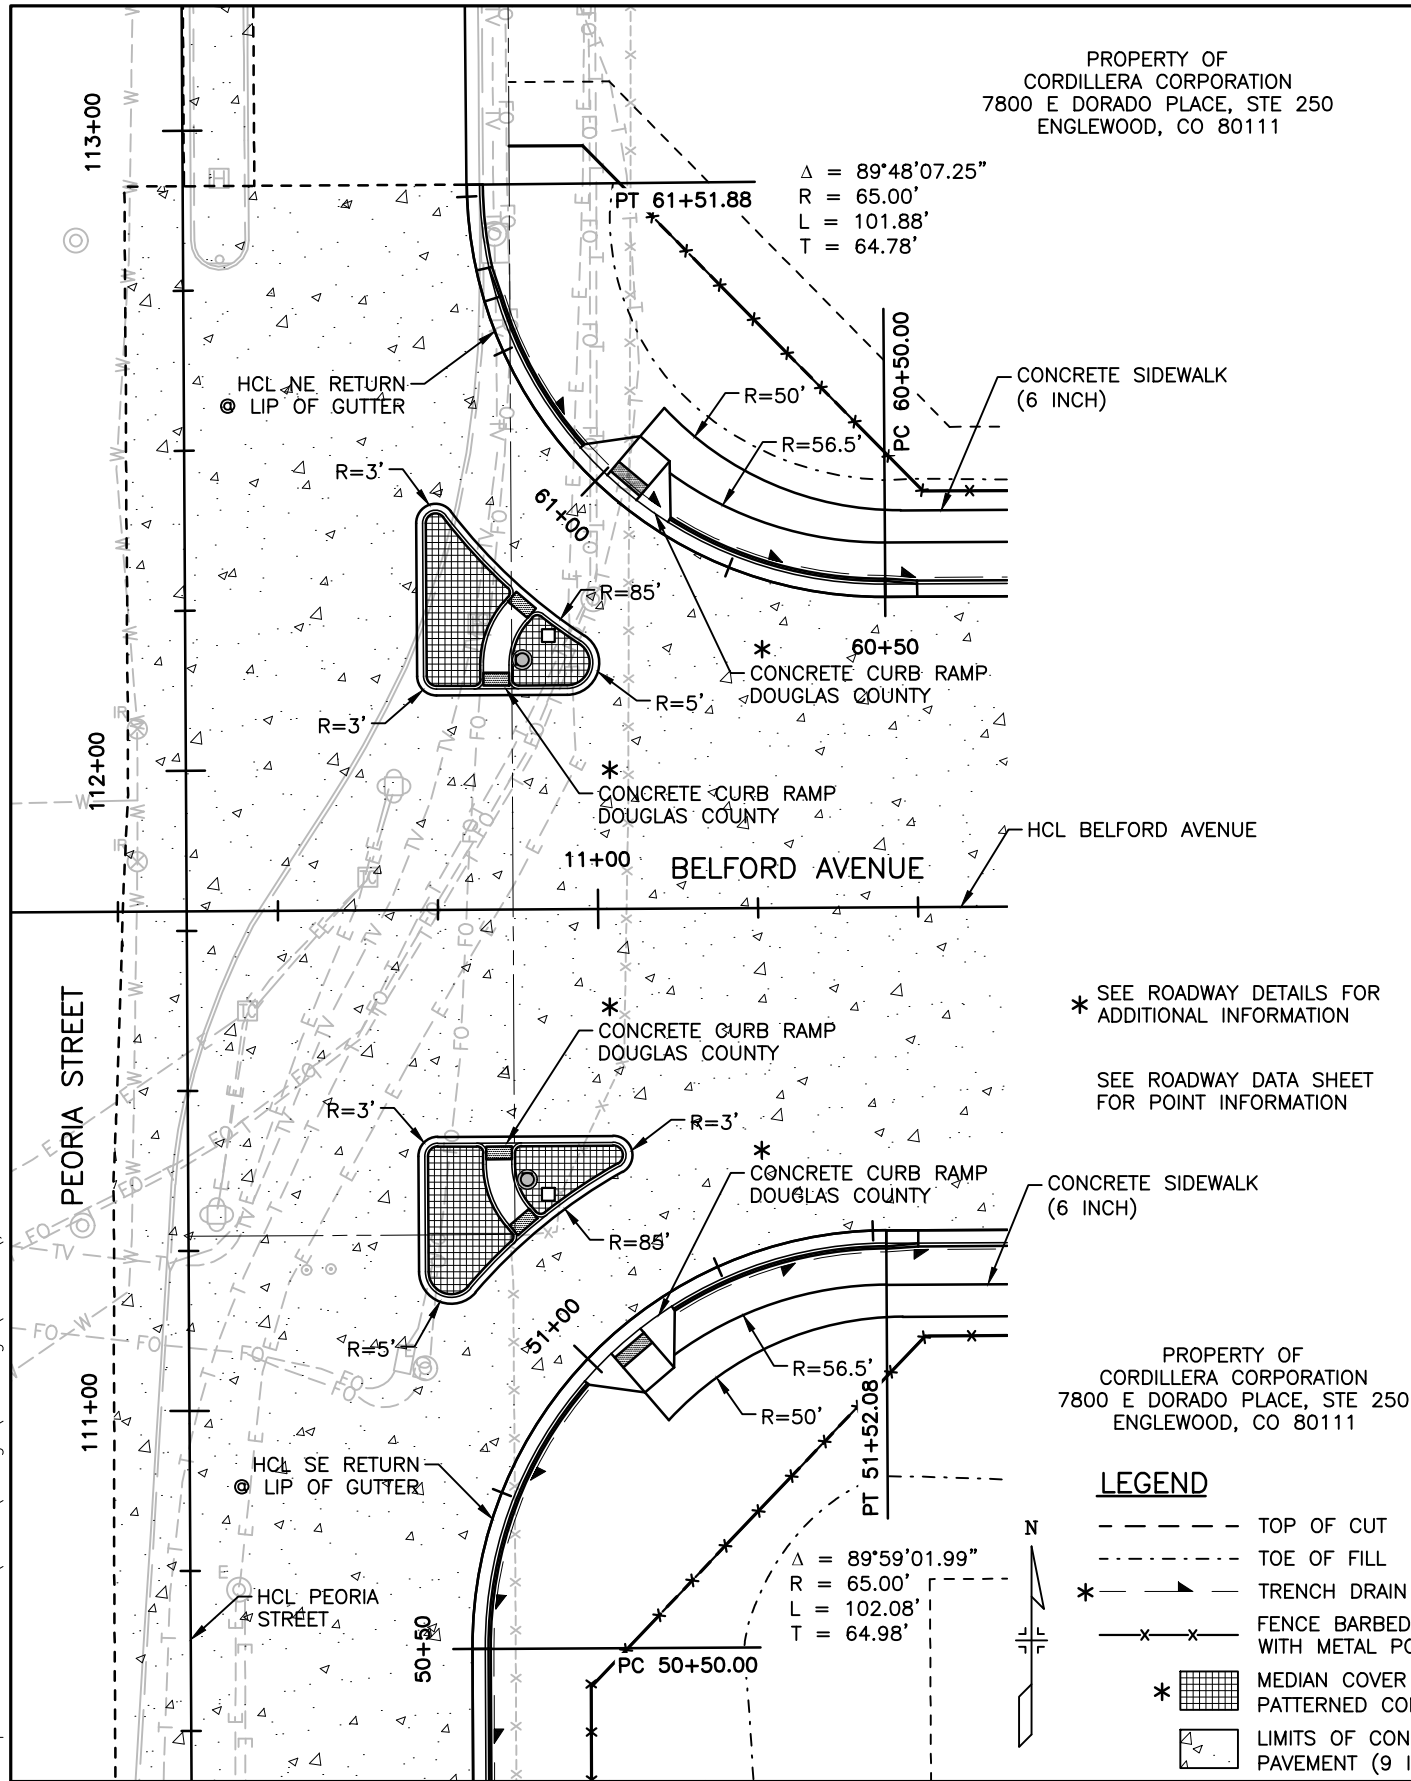 PROPERTY OF
CORDILLERA CORPORATION
7800 E DORADO PLACE, STE 250
ENGLEWOOD, CO 80111
113+00
Δ = 89°48'07.25"
R = 65.00'
L = 101.88'
T = 64.78'
PT 61+51.88
PC 60+50.00
HCL NE RETURN
@ LIP OF GUTTER
R=50'
CONCRETE SIDEWALK
(6 INCH)
R=56.5'
R=3'
61+00
R=85'
* 60+50
CONCRETE CURB RAMP
DOUGLAS COUNTY
R=5'
R=3'
112+00
*
CONCRETE CURB RAMP
DOUGLAS COUNTY
HCL BELFORD AVENUE
11+00
BELFORD AVENUE
PEORIA STREET
* SEE ROADWAY DETAILS FOR
ADDITIONAL INFORMATION
*
CONCRETE CURB RAMP
DOUGLAS COUNTY
SEE ROADWAY DATA SHEET
FOR POINT INFORMATION
R=3'
R=3'
*
CONCRETE CURB RAMP
DOUGLAS COUNTY
CONCRETE SIDEWALK
(6 INCH)
R=85'
51+00
R=5'
R=56.5'
R=50'
PT 51+52.08
111+00
PROPERTY OF
CORDILLERA CORPORATION
7800 E DORADO PLACE, STE 250
ENGLEWOOD, CO 80111
HCL SE RETURN
@ LIP OF GUTTER
LEGEND
N
TOP OF CUT
TOE OF FILL
* TRENCH DRAIN
FENCE BARBED
WITH METAL
* MEDIAN COVER
PATTERNED
LIMITS OF
PAVEMENT (9
Δ = 89°59'01.99"
R = 65.00'
L = 102.08'
T = 64.98'
HCL PEORIA
STREET
50+50
PC 50+50.00